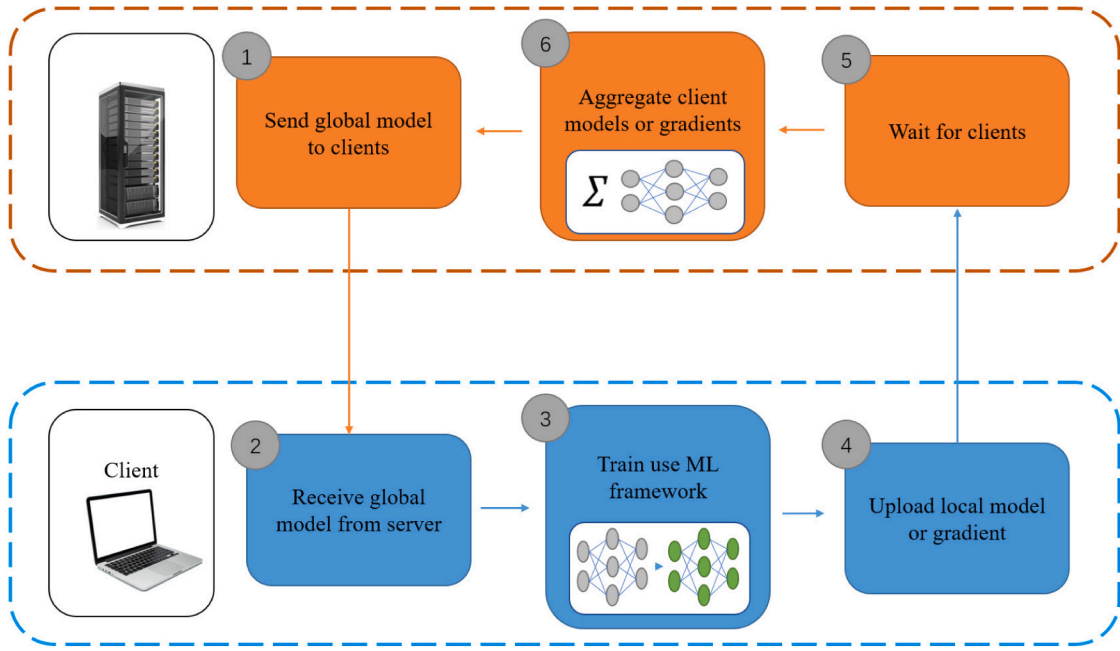 1
Send global model
to clients
6
Aggregate client
models or gradients
Σ
5
Wait for clients
Client
2
Receive global
model from server
3
Train use ML
framework
4
Upload local model
or gradient